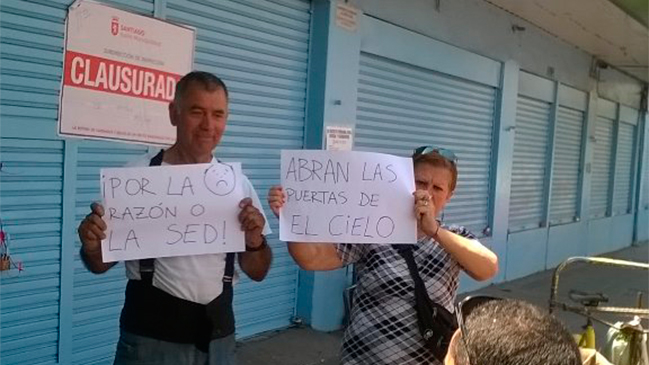 SANTIAGO
CLAUSURAD
¡POR LA
RAZÓN O
LA SED!
ABRAN LAS
PUERTAS DE
EL CIELO